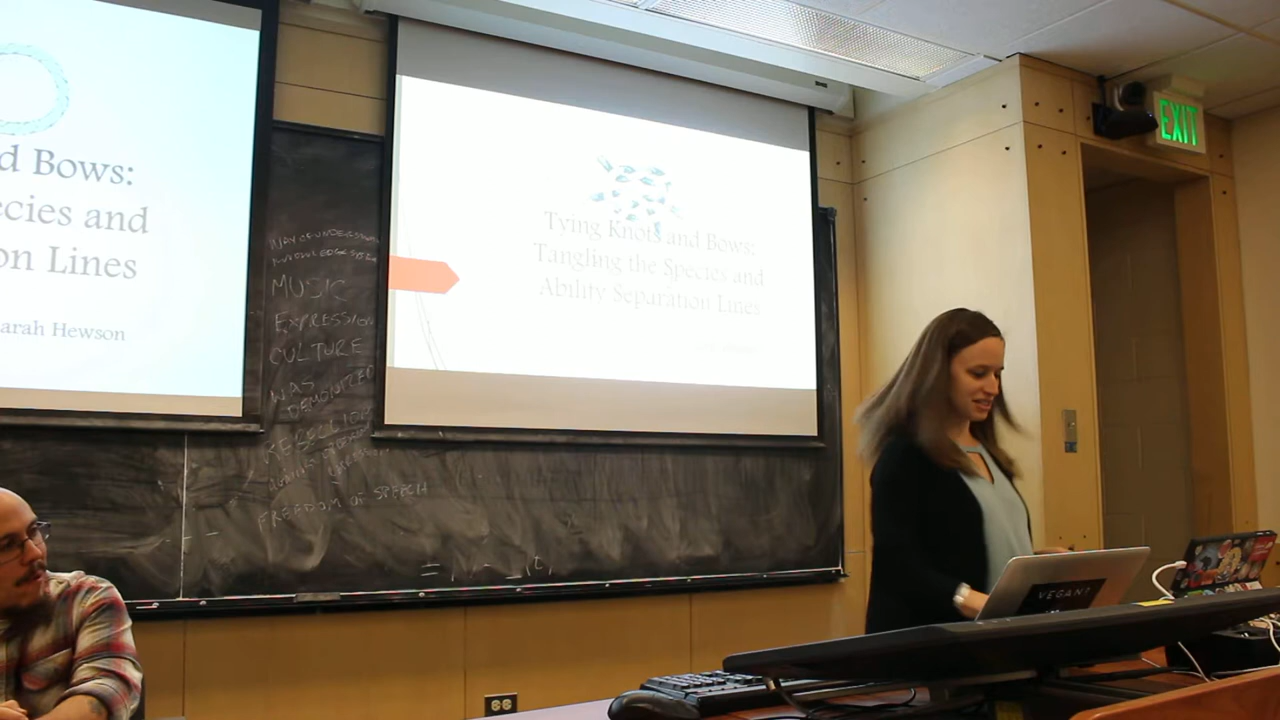 d Bows:
ecies and
on Lines
arah Hewson
Tying Knots and Bows:
Tangling the Species and
Ability Separation Lines
MUSIC
EXPRESSION
CULTURE
WAS
DEMONIZED
REBELLION
AGAINST
FREEDOM OF SPEECH
EXIT
VEGAN?